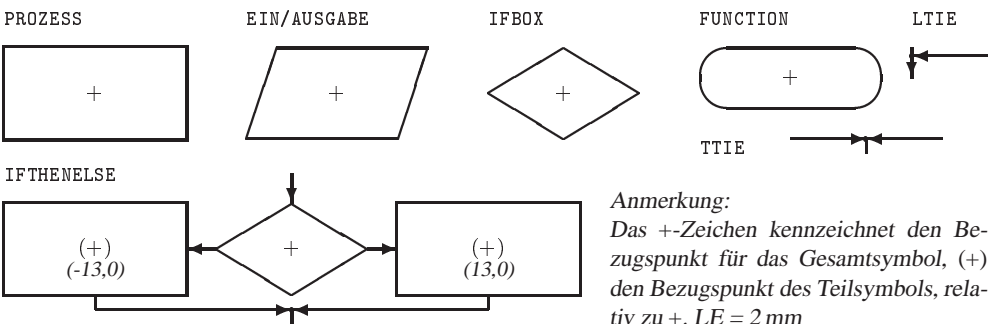 PROZESS EIN/AUSGABE IFBOX FUNCTION LTIE
+ + + +
TTIE
IFTHENELSE
(+) + (+)
(-13,0) (13,0)
Anmerkung:
Das +-Zeichen kennzeichnet den Be-
zugspunkt für das Gesamtsymbol, (+)
den Bezugspunkt des Teilsymbols, rela-
tiv zu +. LE = 2 mm